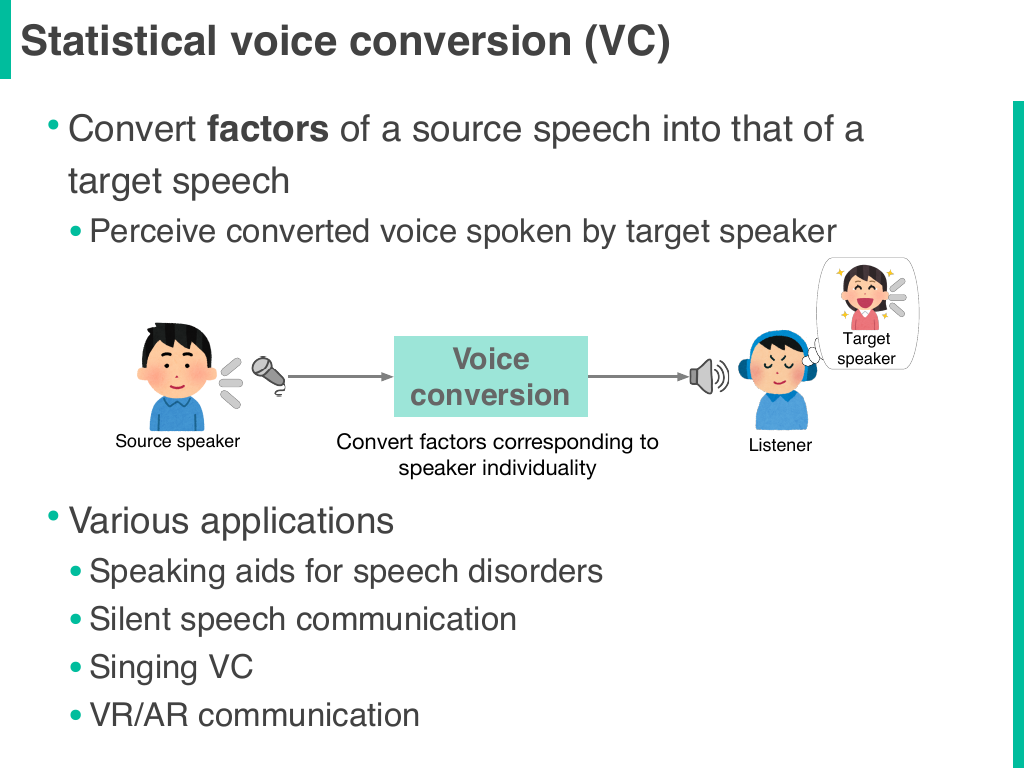 Statistical voice conversion (VC)
• Convert factors of a source speech into that of a
target speech
• Perceive converted voice spoken by target speaker
Target
speaker
Voice
conversion
Source speaker
Convert factors corresponding to
speaker individuality
Listener
• Various applications
• Speaking aids for speech disorders
• Silent speech communication
• Singing VC
• VR/AR communication